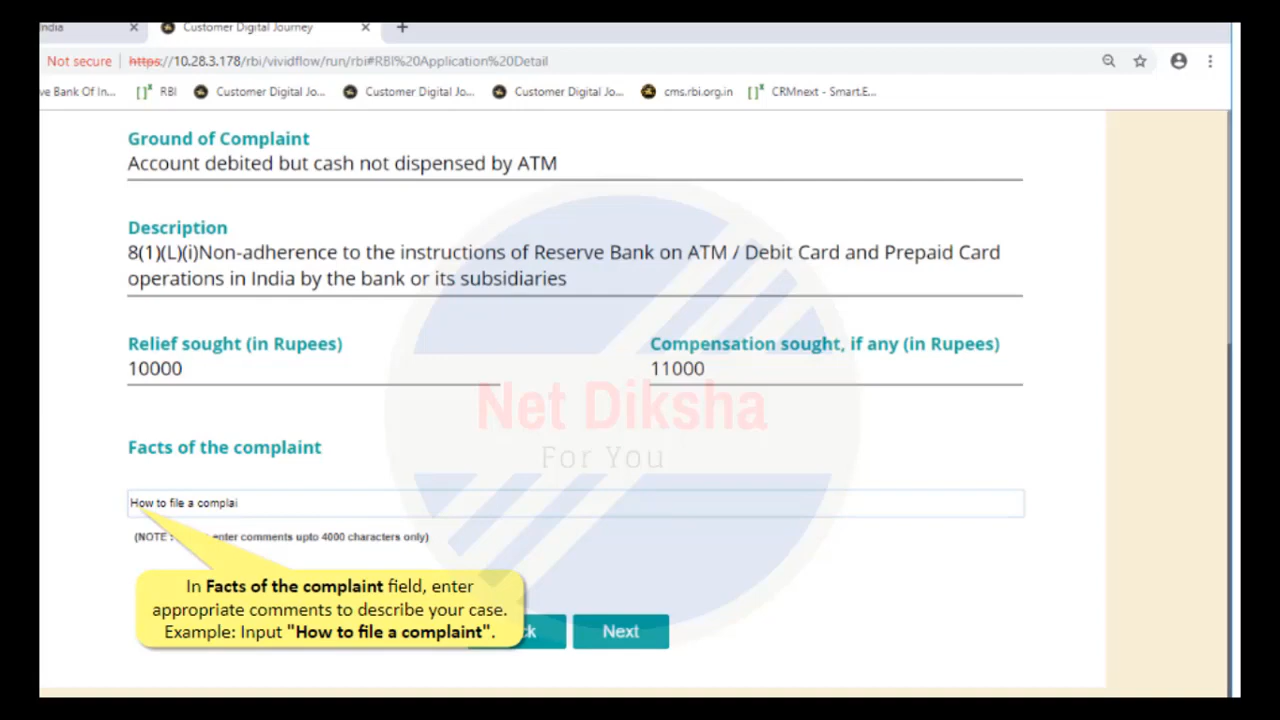 ndia
Customer Digital Journey
Not secure
https://10.28.3.178/rbi/vividflow/run/rbi#RBI%20Application%20Detail
ve Bank Of In...
RBI
Customer Digital Jo...
Customer Digital Jo...
Customer Digital Jo...
cms.rbi.org.in
CRMnext - Smart.E...
Ground of Complaint
Account debited but cash not dispensed by ATM
Description
8(1)(L)(i)Non-adherence to the instructions of Reserve Bank on ATM / Debit Card and Prepaid Card
operations in India by the bank or its subsidiaries
Relief sought (in Rupees)
10000
Compensation sought, if any (in Rupees)
11000
Net Diksha
For You
Facts of the complaint
How to file a complai
(NOTE : enter comments upto 4000 characters only)
In Facts of the complaint field, enter
appropriate comments to describe your case.
Example: Input "How to file a complaint".
Next